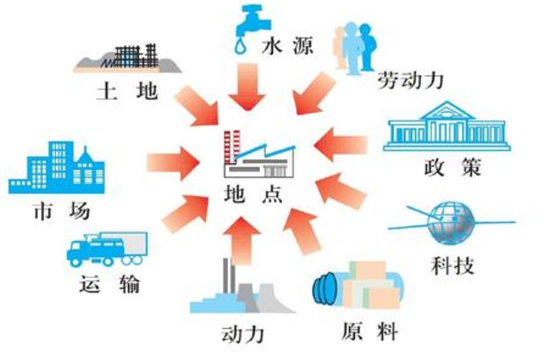 水源
劳动力
土地
政策
地点
市场
科技
运输
动力
原料